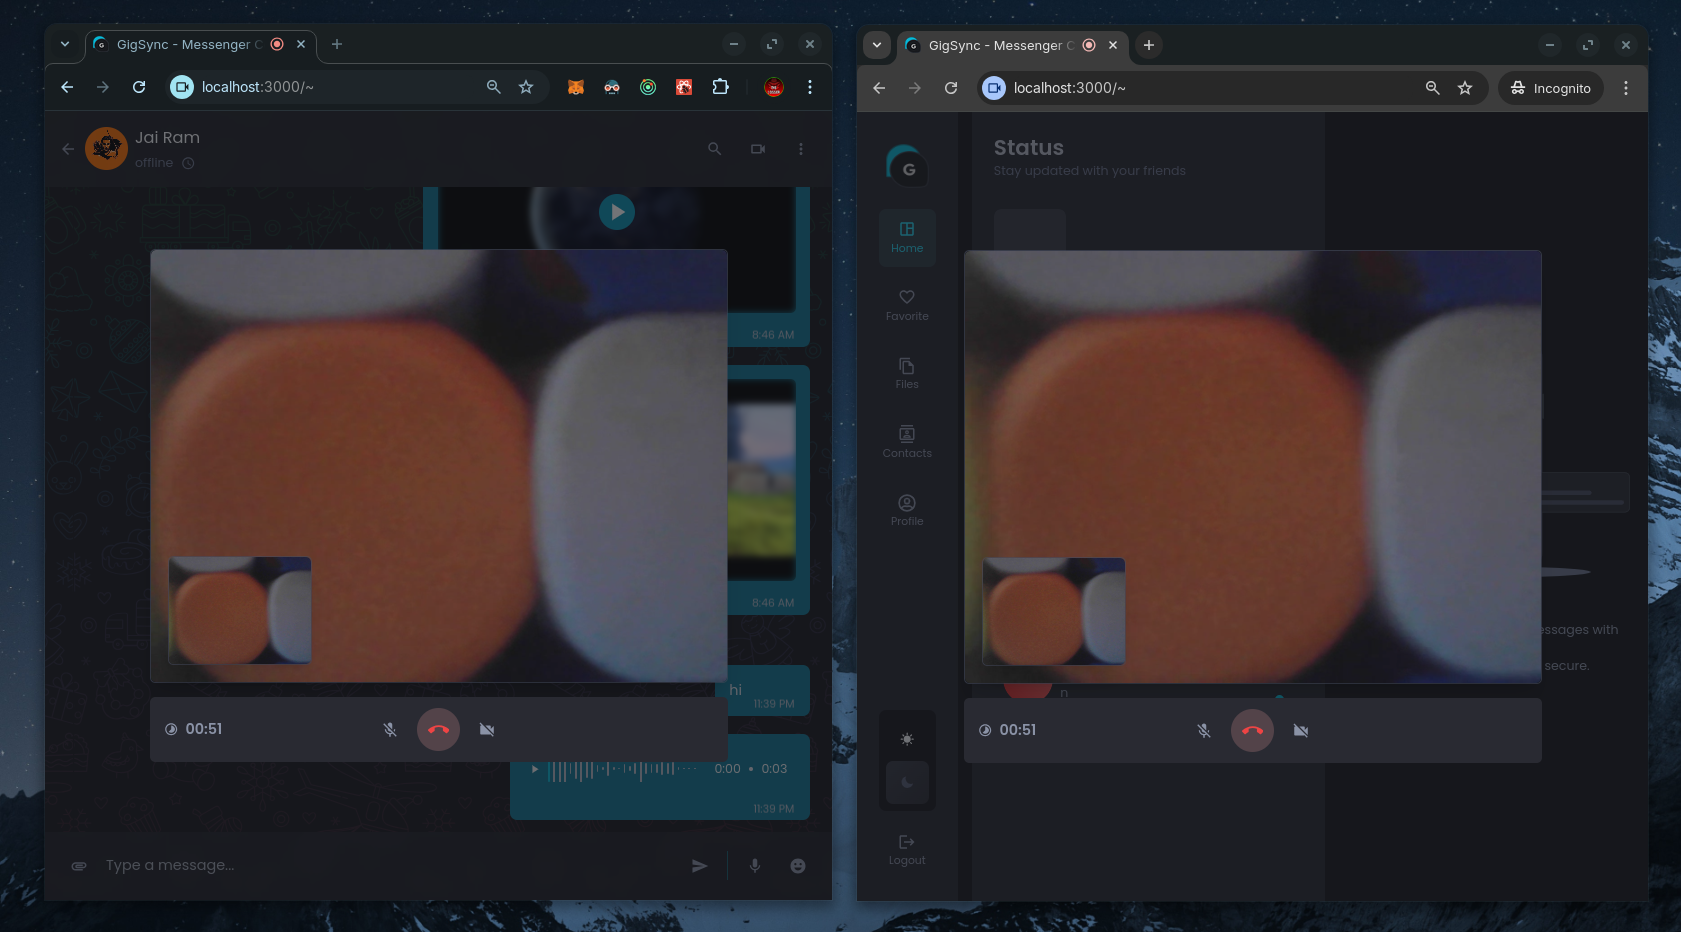 GigSync - Messenger C
localhost:3000/~
Jai Ram
offline
8:46 AM
8:46 AM
hi
11:39 PM
00:51
0:00 • 0:03
11:39 PM
Type a message...
GigSync - Messenger C
localhost:3000/~
Incognito
G
Status
Stay updated with your friends
Home
Favorite
Files
Contacts
Profile
essages with
secure.
n
00:51
Logout